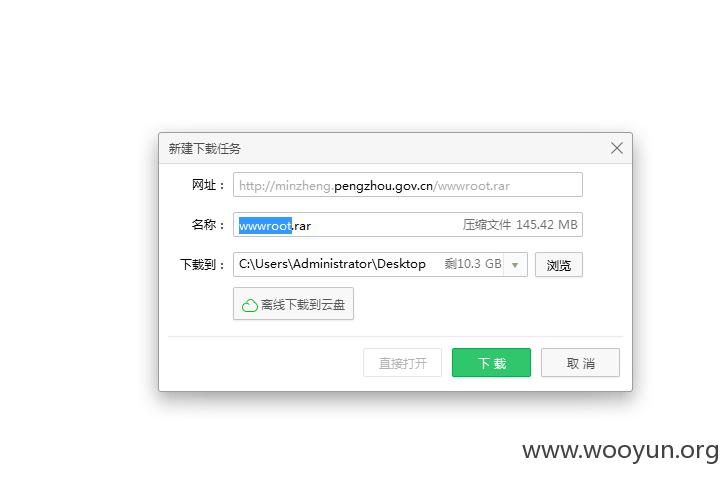 新建下载任务
网址： http://minzheng.pengzhou.gov.cn/wwwroot.rar
名称： wwwroot.rar 压缩文件 145.42 MB
下载到： C:\Users\Administrator\Desktop 剩10.3 GB 浏览
离线下载到云盘
直接打开 下载 取消
www.wooyun.org